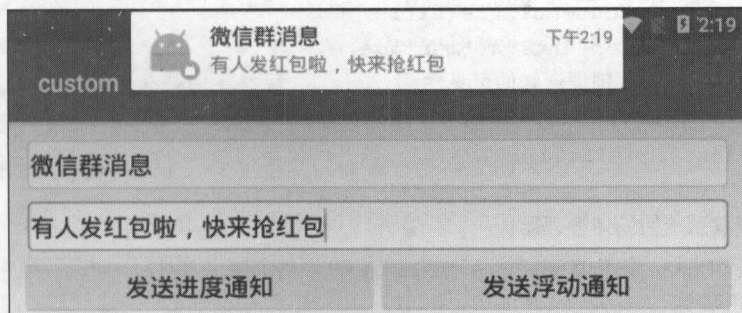 微信群消息
下午2:19
有人发红包啦，快来抢红包
2:19
custom
微信群消息
有人发红包啦，快来抢红包
发送进度通知
发送浮动通知